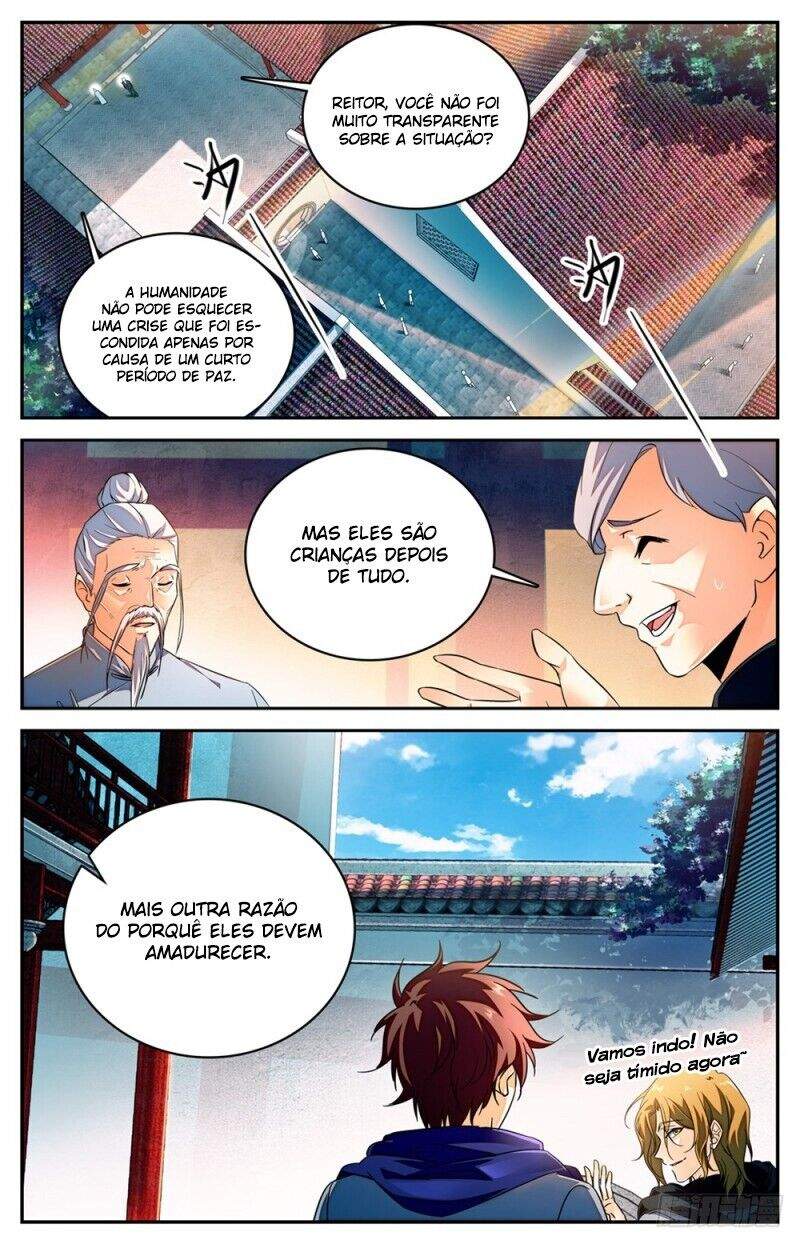 REITOR, VOCÊ NÃO FOI
MUITO TRANSPARENTE
SOBRE A SITUAÇÃO?
A HUMANIDADE
NÃO PODE ESQUECER
UMA CRISE QUE FOI ES-
CONDIDA APENAS POR
CAUSA DE UM CURTO
PERÍODO DE PAZ.
MAS ELES SÃO
CRIANÇAS DEPOIS
DE TUDO.
MAIS OUTRA RAZÃO
DO PORQUÊ ELES DEVEM
AMADURECER.
Vamos indo! Não
seja tímido agora~